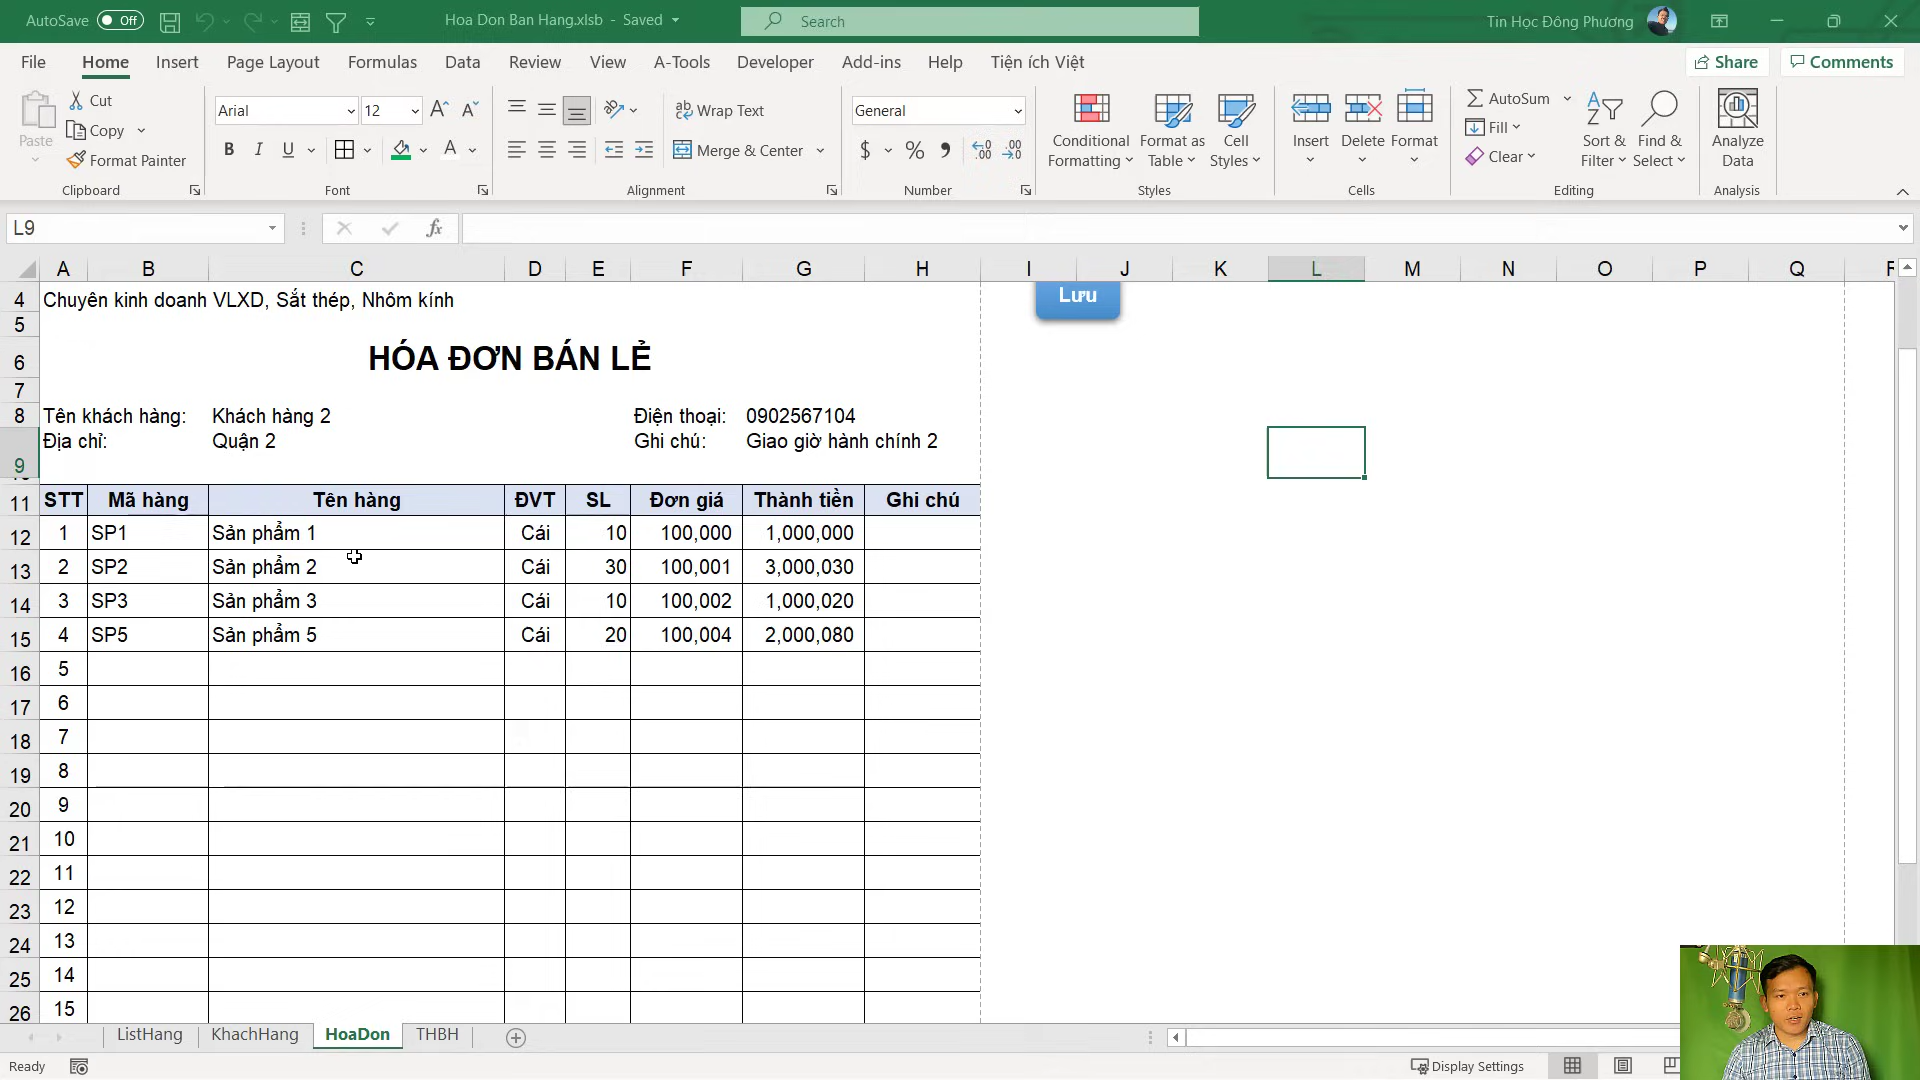 AutoSave Off Hoa Don Ban Hang.xlsb - Saved Search Tin Học Đông Phương
File Home Insert Page Layout Formulas Data Review View A-Tools Developer Add-ins Help Tiện ích Việt Share Comments
Paste Cut Copy Format Painter Clipboard
Arial 12 B I U A Font
Wrap Text Merge & Center Alignment
General $ % Number
Conditional Formatting Format as Table Cell Styles Styles
Insert Delete Format Cells
AutoSum Fill Clear Sort & Filter Find & Select Editing
Analyze Data Analysis
L9 fx
A B C D E F G H I J K L M N O P Q
4 Chuyên kinh doanh VLXD, Sắt thép, Nhôm kính Lưu
5
6 HÓA ĐƠN BÁN LẺ
7
8 Tên khách hàng: Khách hàng 2 Điện thoại: 0902567104
9 Địa chỉ: Quận 2 Ghi chú: Giao giờ hành chính 2
11 STT Mã hàng Tên hàng ĐVT SL Đơn giá Thành tiền Ghi chú
12 1 SP1 Sản phẩm 1 Cái 10 100,000 1,000,000
13 2 SP2 Sản phẩm 2 Cái 30 100,001 3,000,030
14 3 SP3 Sản phẩm 3 Cái 10 100,002 1,000,020
15 4 SP5 Sản phẩm 5 Cái 20 100,004 2,000,080
16 5
17 6
18 7
19 8
20 9
21 10
22 11
23 12
24 13
25 14
26 15
ListHang KhachHang HoaDon THBH
Ready Display Settings